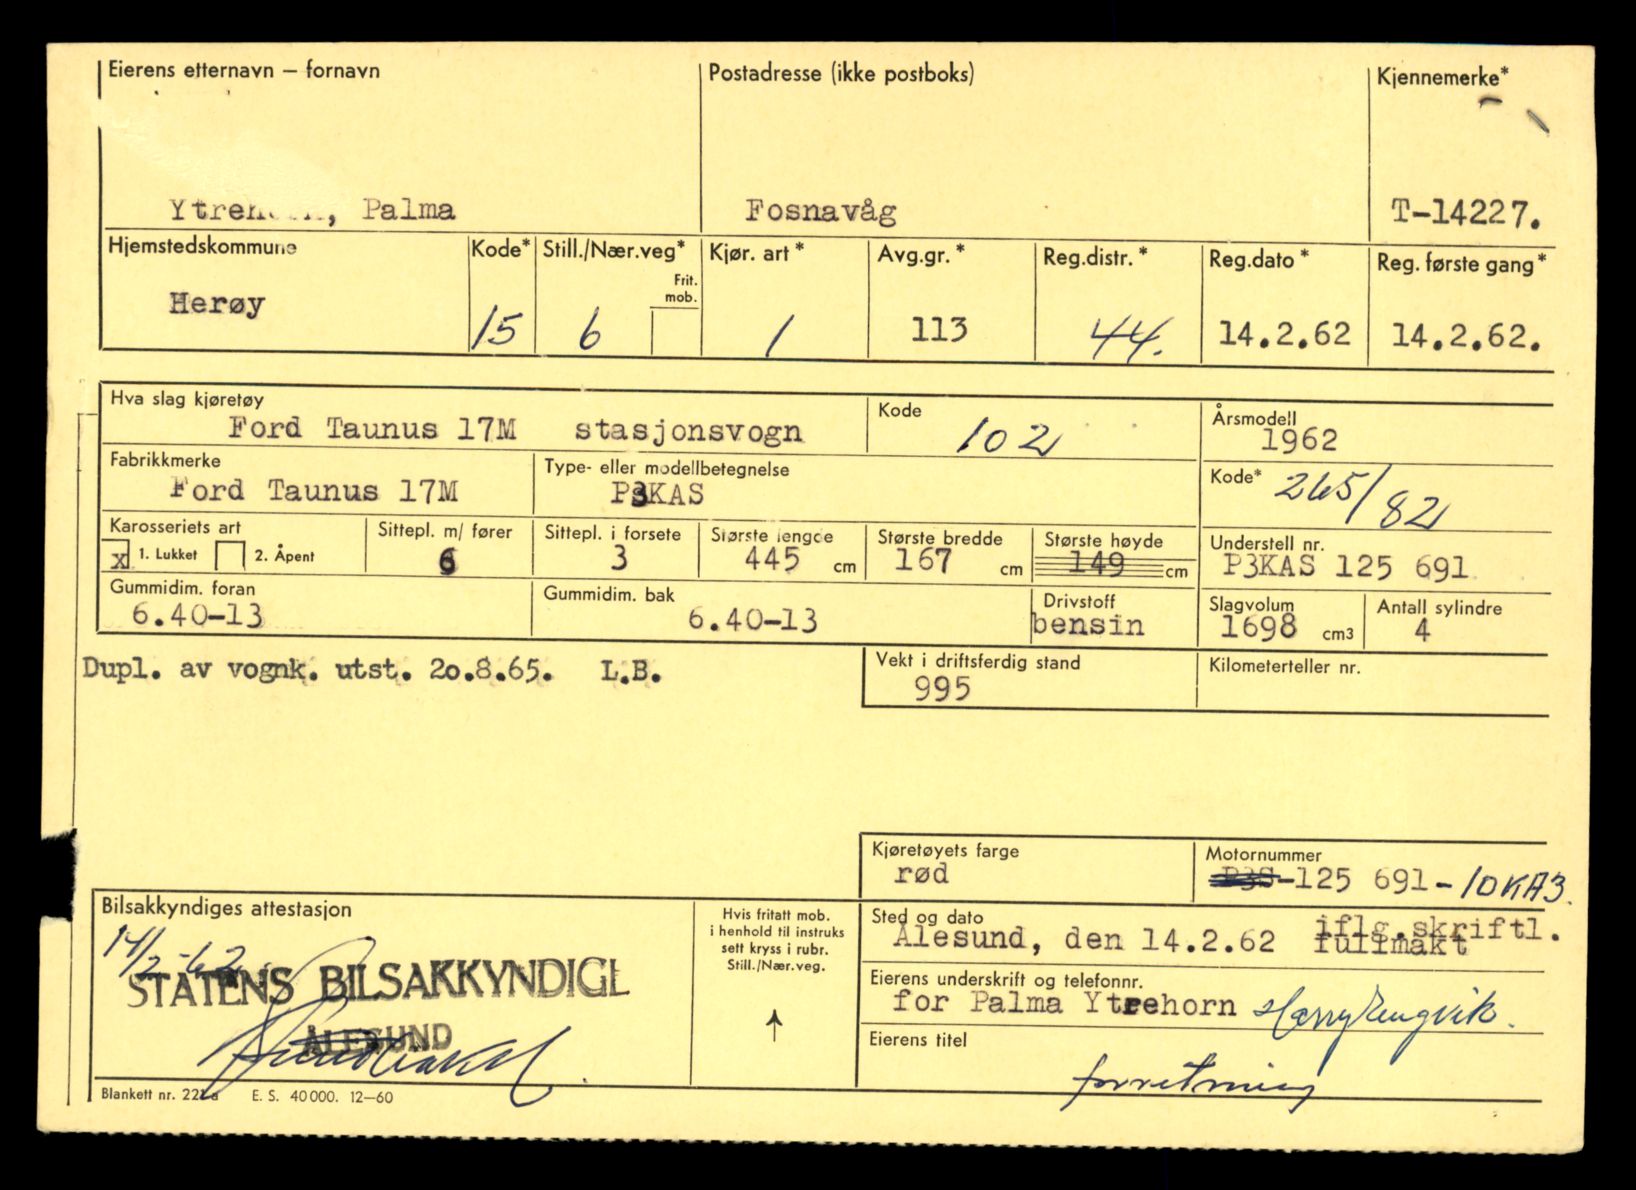 Eierens etternavn — fornavn Postadresse (ikke postboks) Kjennemerke*
Ytrehorn, Palma Fosnavåg T-14227.
Hjemstedskommune Kode* Still./Nær.veg* Kjør. art* Avg.gr.* Reg.distr.* Reg.dato* Reg. første gang*
Frit.
mob.
Herøy 15 6 1 113 44. 14.2.62 14.2.62.
Hva slag kjøretøy Kode Årsmodell
Ford Taunus 17M stasjonsvogn 102 1962
Fabrikkmerke Type- eller modellbetegnelse Kode*
Ford Taunus 17M P3KAS 265/82
Karosseriets art Sittepl. m/ fører Sittepl. i forsete Største lengde Største bredde Største høyde Understell nr.
x 1. Lukket 2. Åpent 6 3 445 cm 167 cm 149 cm P3KAS 125 691
Gummidim. foran Gummidim. bak Drivstoff Slagvolum Antall sylindre
6.40-13 6.40-13 bensin 1698 cm3 4
Dupl. av vognk. utst. 2o.8.65. L.B. Vekt i driftsferdig stand Kilometerteller nr.
995
Kjøretøyets farge Motornummer
rød P3S-125 691-10KA3.
Bilsakkyndiges attestasjon Hvis fritatt mob. Sted og dato
i henhold til instruks
sett kryss i rubr.
Still./Nær.veg.
14/2-62 Ålesund, den 14.2.62 iflg.skriftl.
fullmakt
STATENS BILSAKKYNDIGE Eierens underskrift og telefonnr.
ÅLESUND for Palma Ytrehorn Harry Rengvik.
Eierens titel
forretning
Blankett nr. 221 a E. S. 40 000. 12—60